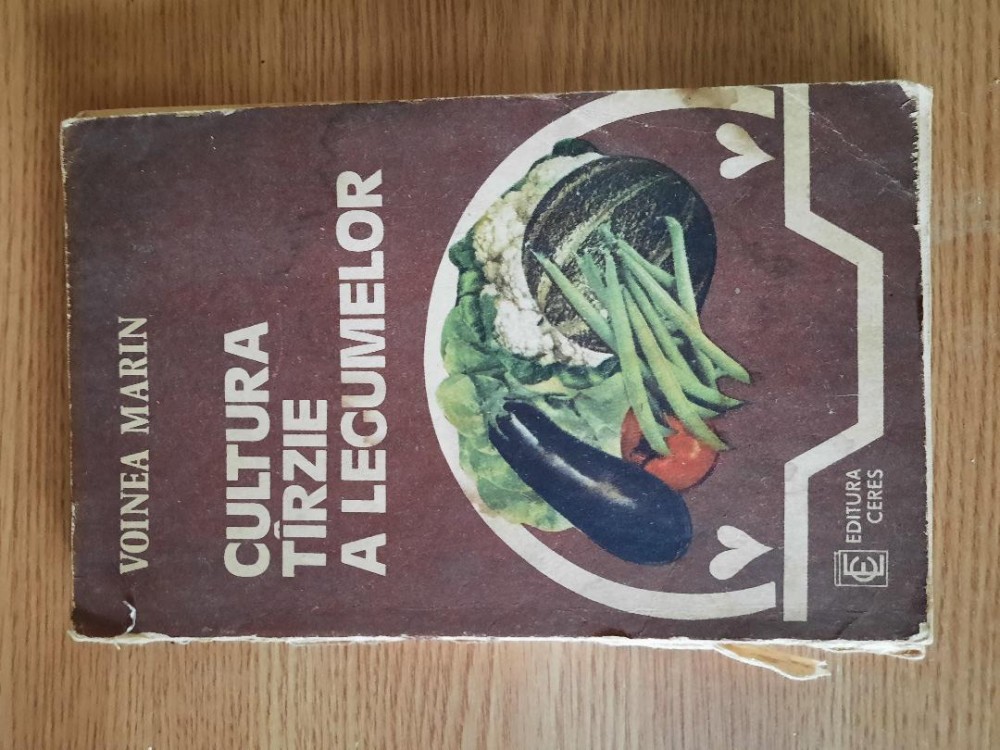 VOINEA MARIN
CULTURA
TÎRZIE
A LEGUMELOR
EDITURA
CERES